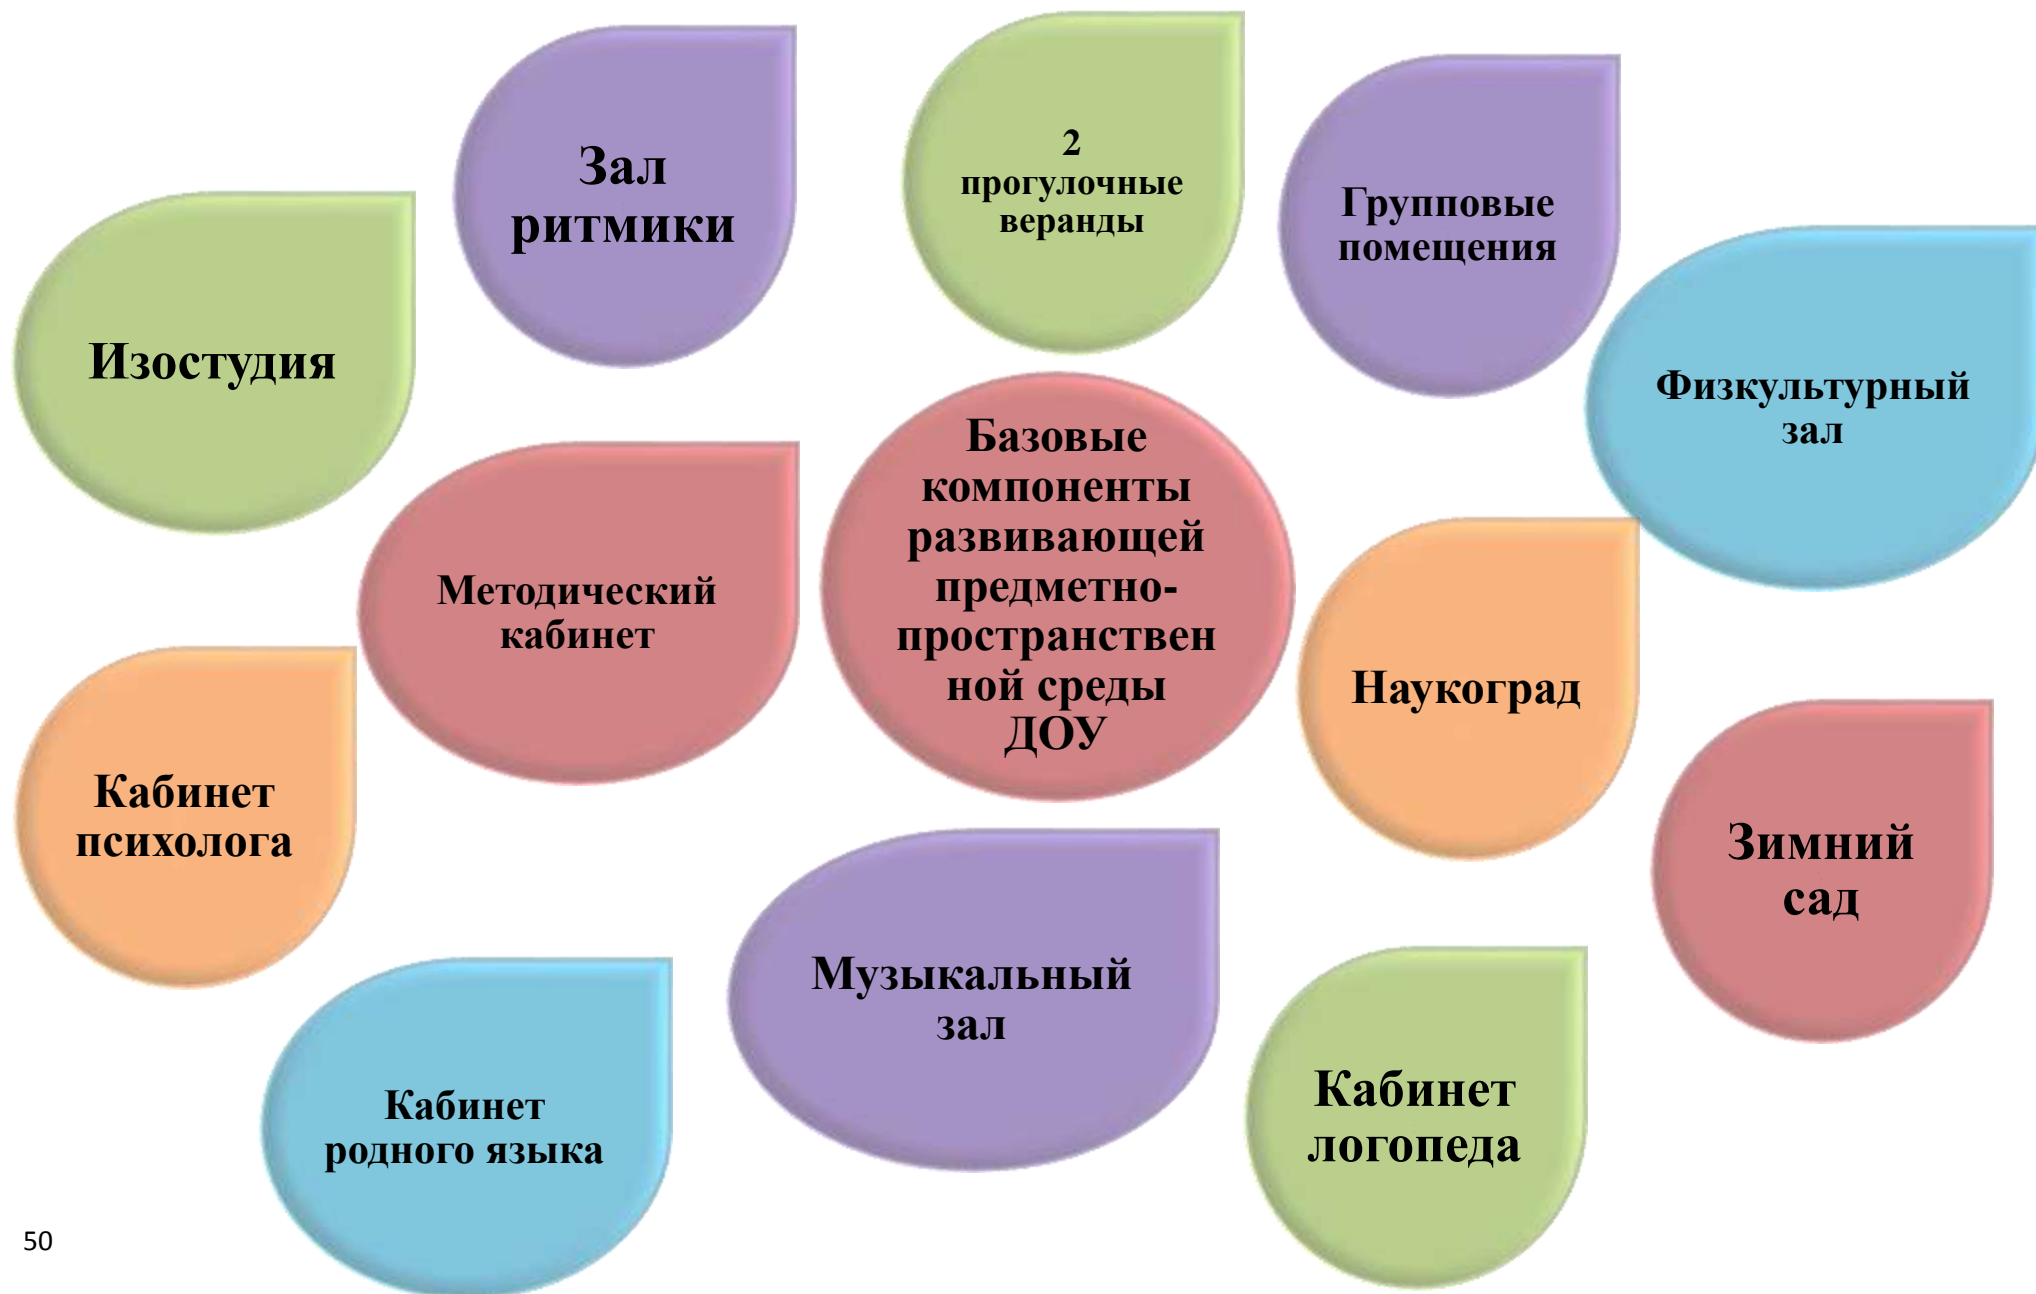 Зал
ритмики
2
прогулочные
веранды
Групповые
помещения
Изостудия
Физкультурный
зал
Базовые
компоненты
развивающей
предметно-
пространствен
ной среды
ДОУ
Методический
кабинет
Наукоград
Кабинет
психолога
Зимний
сад
Музыкальный
зал
Кабинет
родного языка
Кабинет
логопеда
50